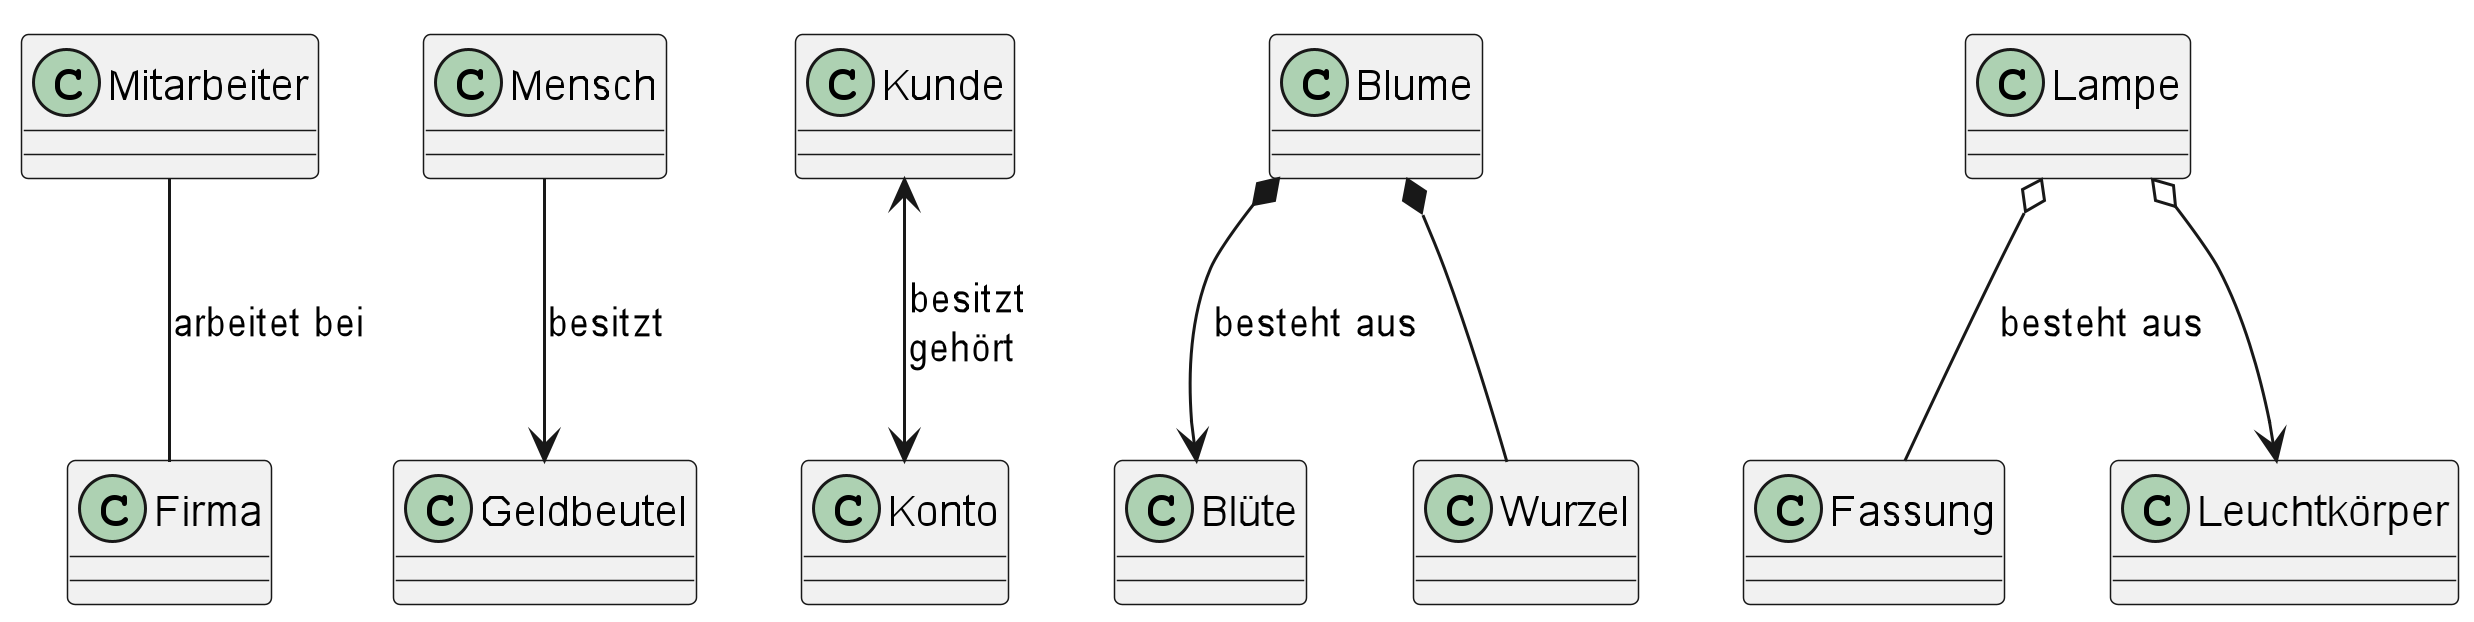 C Mitarbeiter
C Mensch
C Kunde
C Blume
C Lampe
arbeitet bei
besitzt
besitzt
gehört
besteht aus
besteht aus
C Firma
C Geldbeutel
C Konto
C Blüte
C Wurzel
C Fassung
C Leuchtkörper